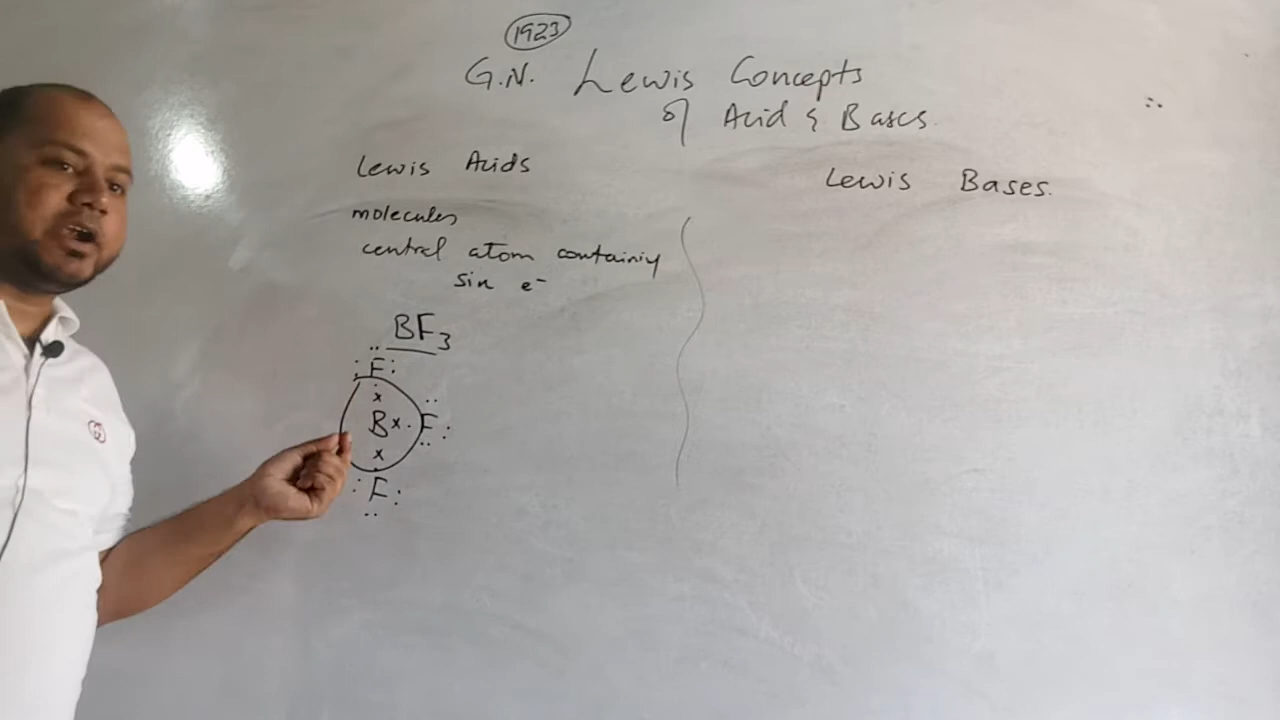 1923
G.N. Lewis Concepts
of Acid & Bases.
Lewis Acids
Lewis Bases.
molecules
central atom containing
six e⁻
BF₃
F
B F
F